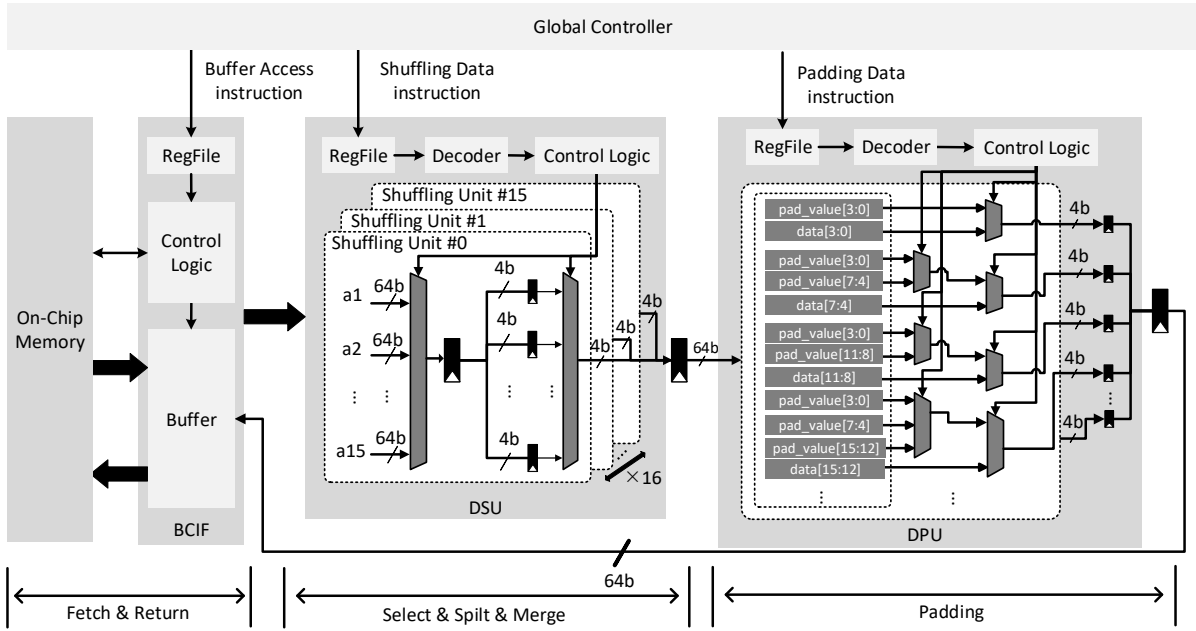 Global Controller
Buffer Access
instruction
Shuffling Data
instruction
Padding Data
instruction
On-Chip
Memory
RegFile
Control
Logic
Buffer
BCIF
RegFile
Decoder
Control Logic
Shuffling Unit #15
Shuffling Unit #1
Shuffling Unit #0
a1
64b
a2
64b
⋮
⋮
a15
64b
4b
4b
⋮
⋮
4b
4b
4b
4b
×16
DSU
64b
RegFile
Decoder
Control Logic
pad_value[3:0]
data[3:0]
pad_value[3:0]
pad_value[7:4]
data[7:4]
pad_value[3:0]
pad_value[11:8]
data[11:8]
pad_value[3:0]
pad_value[7:4]
pad_value[15:12]
data[15:12]
⋮
⋮
4b
4b
4b
4b
⋮
4b
DPU
64b
Fetch & Return
Select & Spilt & Merge
Padding